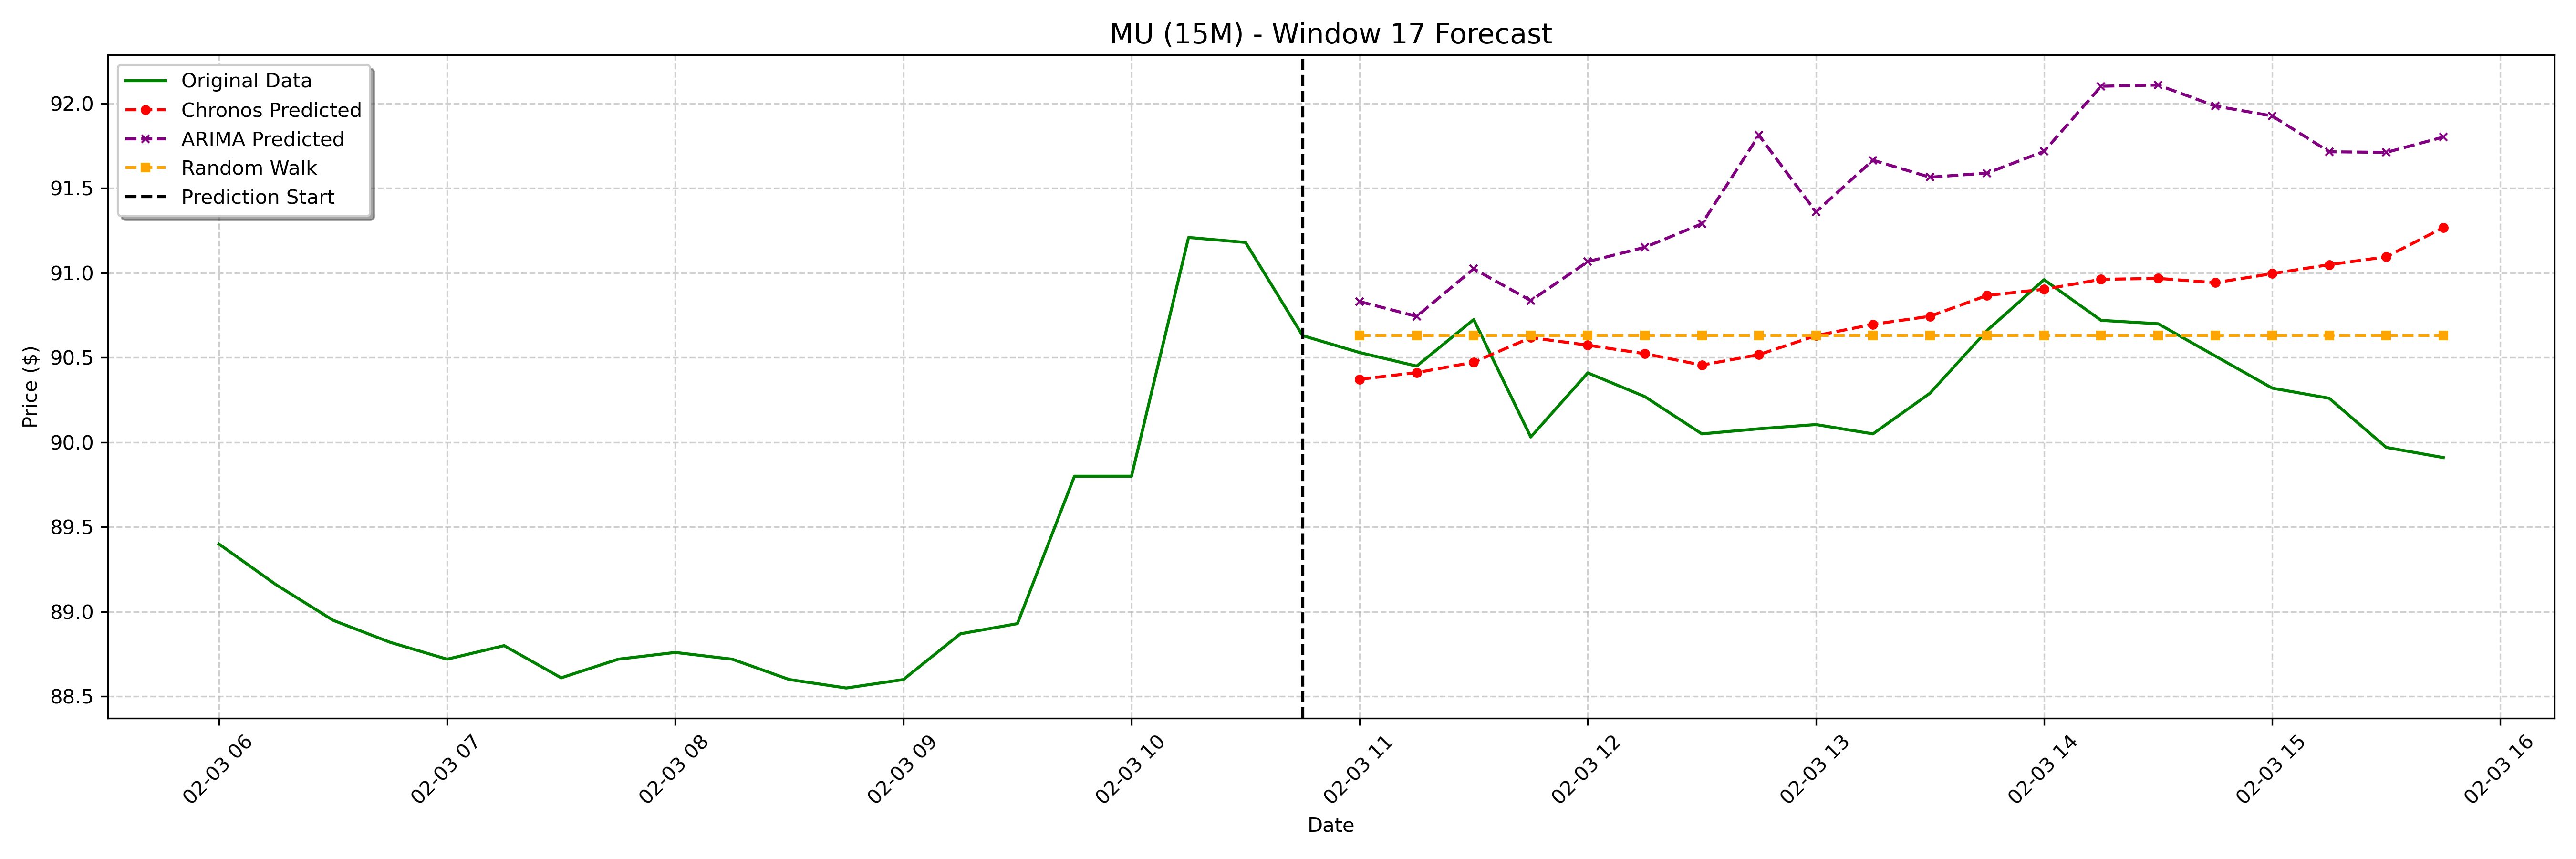 MU (15M) - Window 17 Forecast
Original Data
Chronos Predicted
ARIMA Predicted
Random Walk
Prediction Start
92.0
91.5
91.0
90.5
90.0
89.5
89.0
88.5
Price ($)
02-03 06
02-03 07
02-03 08
02-03 09
02-03 10
02-03 11
02-03 12
02-03 13
02-03 14
02-03 15
02-03 16
Date